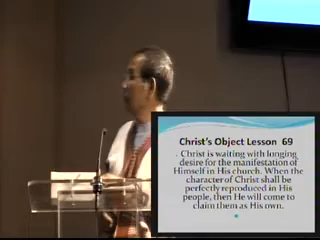 Christ's Object Lesson 69
Christ is waiting with longing
desire for the manifestation of
Himself in His church. When the
character of Christ shall be
perfectly reproduced in His
people, then He will come to
claim them as His own.